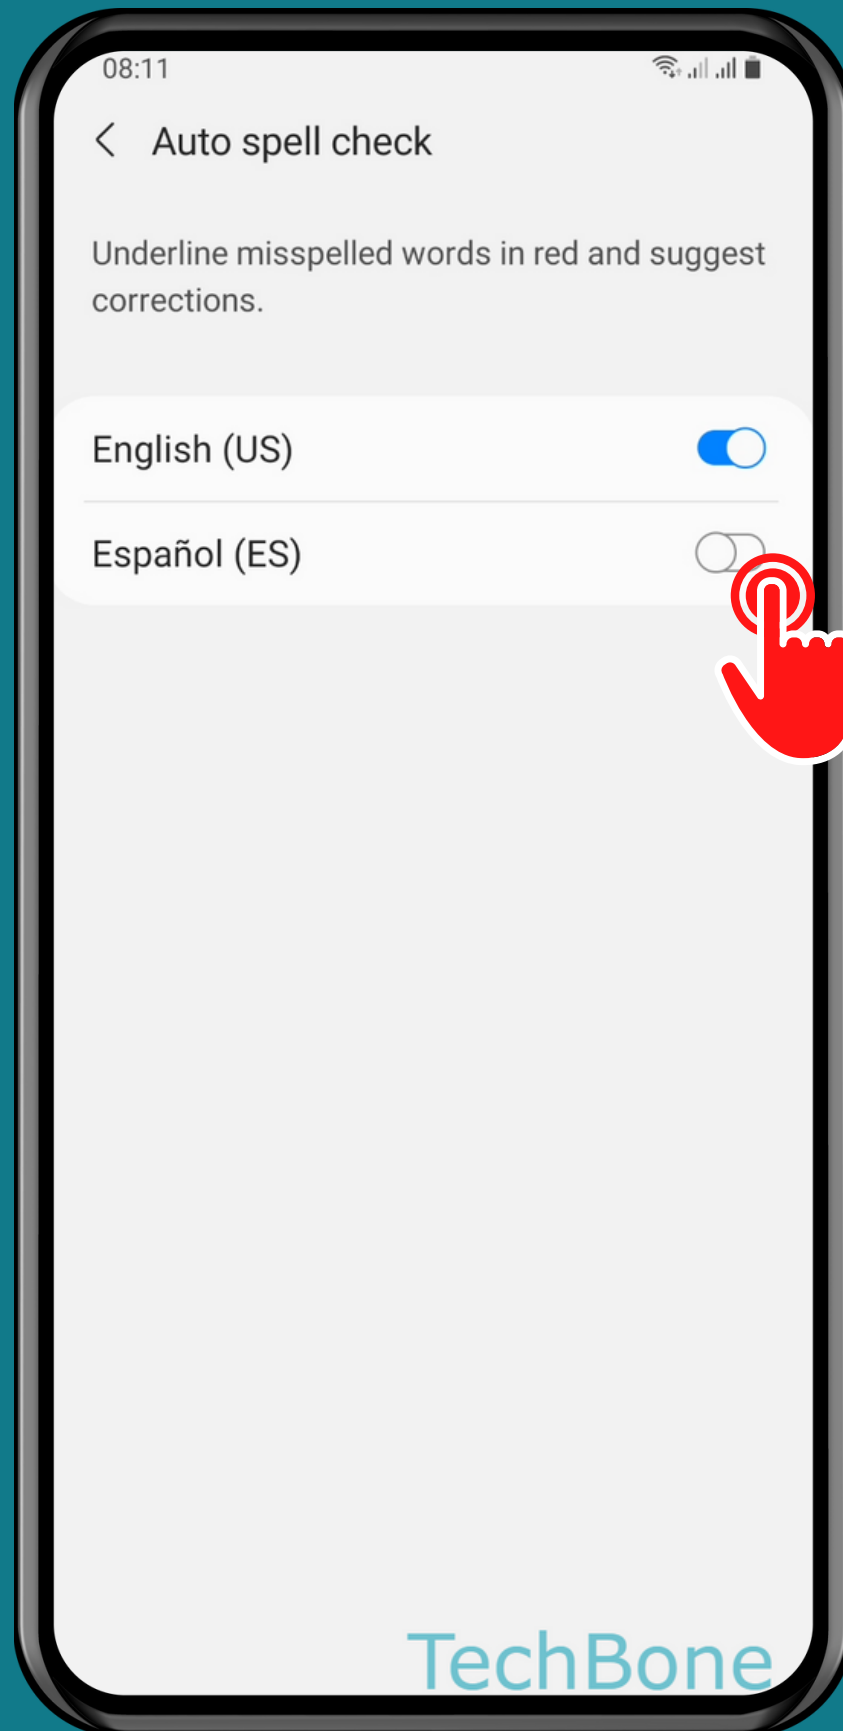 08:11
Auto spell check
Underline misspelled words in red and suggest
corrections.
English (US)
Español (ES)
TechBone